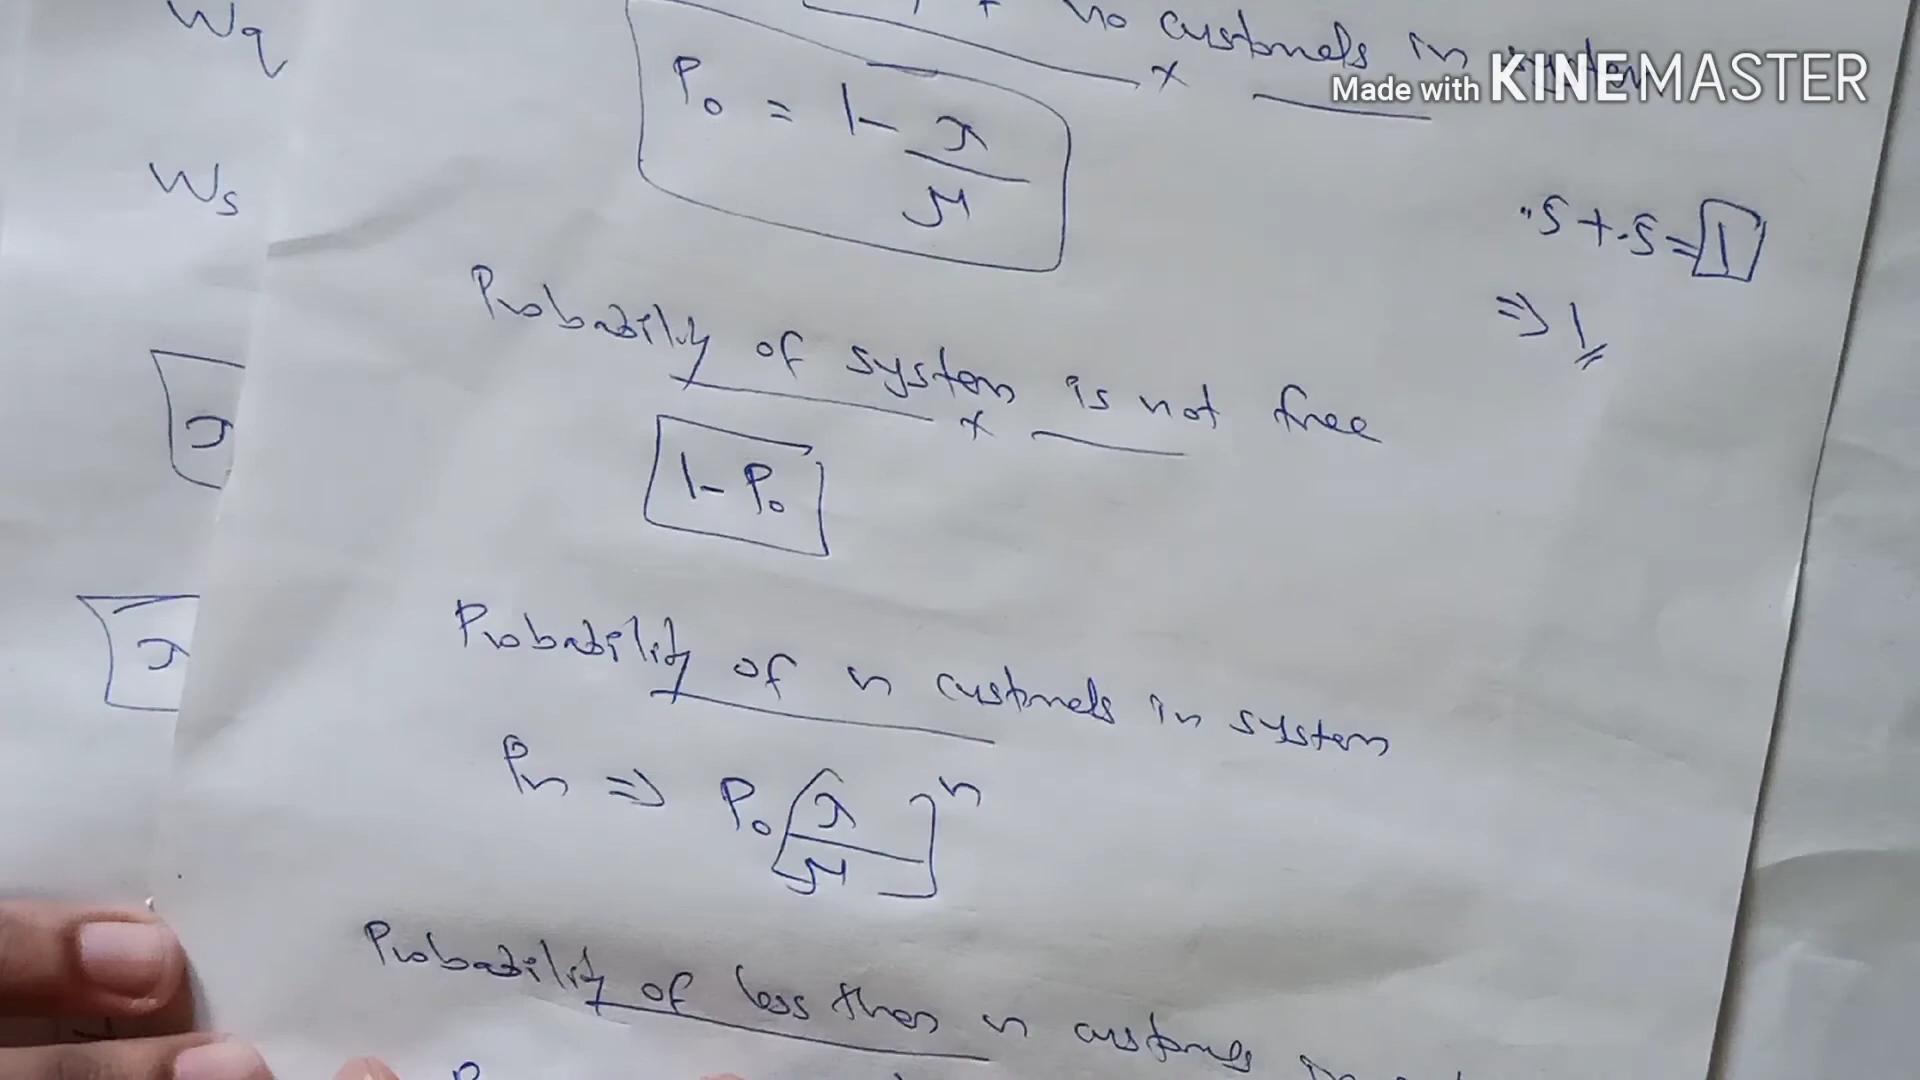 no customers in system
Made with KINEMASTER
Wq
P₀ = 1 - λ/μ
Ws
.5 + .5 = 1
⇒ 1
Probability of system is not free
1 - P₀
λ
Probability of n customers in system
λ
Pn ⇒ P₀ [λ/μ]ⁿ
Probability of less than n customers